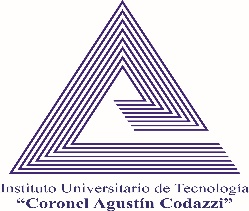 Instituto Universitario de Tecnología
“Coronel Agustín Codazzi”